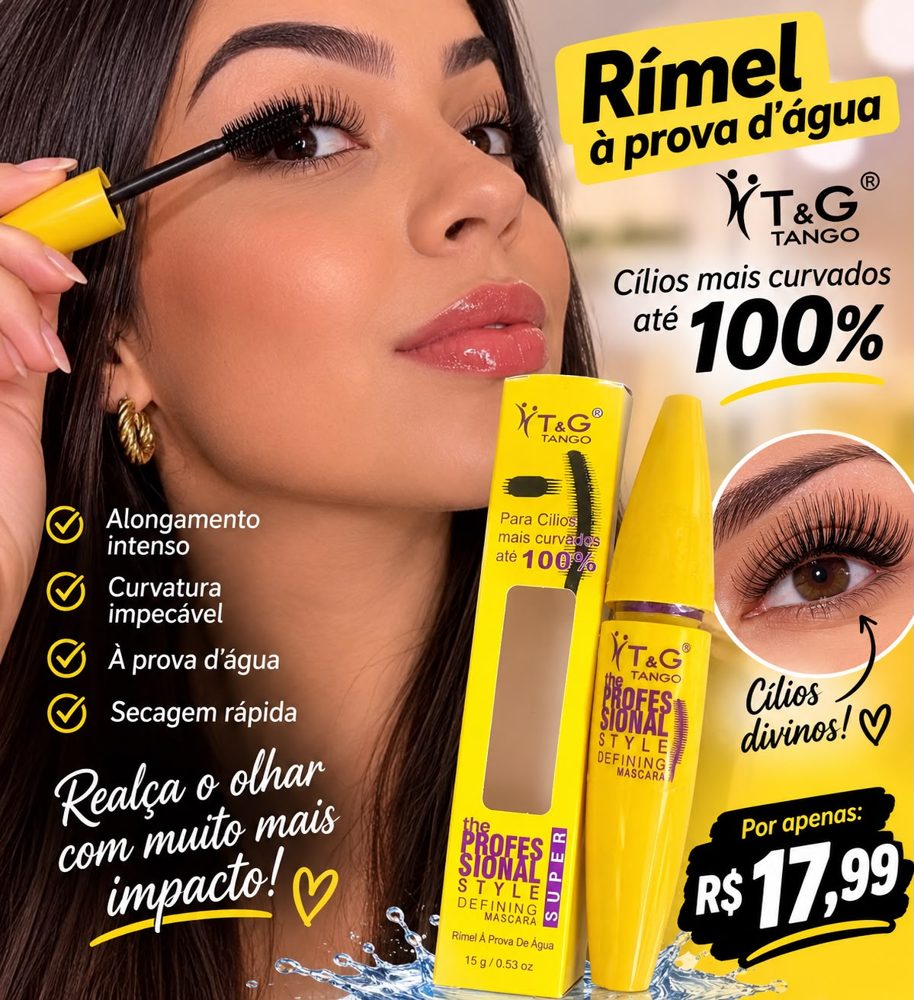 Rímel
à prova d'água
T&G®
TANGO
Cílios mais curvados
até 100%
T&G®
TANGO
Para Cílios
mais curvados
até 100%
the
PROFES
SIONAL
STYLE
DEFINING
MASCARA
SUPER
Rímel À Prova De Água
15 g / 0.53 oz
T&G®
TANGO
the
PROFES
SIONAL
STYLE
DEFINING
MASCARA
Alongamento
intenso
Curvatura
impecável
À prova d'água
Secagem rápida
Realça o olhar
com muito mais
impacto!
Cílios
divinos!
Por apenas:
R$ 17,99